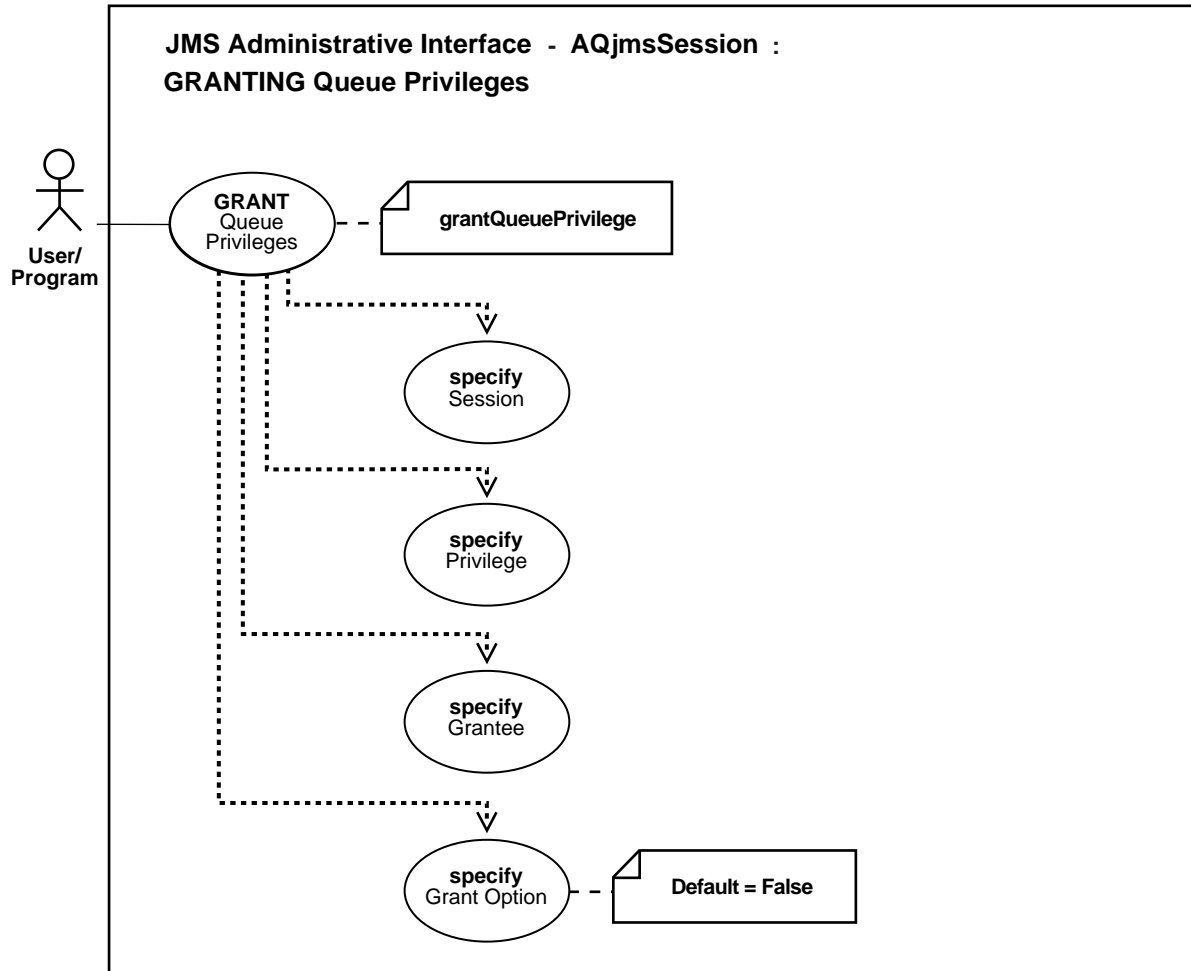 JMS Administrative Interface - AQjmsSession :
GRANTING Queue Privileges
User/
Program
GRANT
Queue
Privileges
grantQueuePrivilege
specify
Session
specify
Privilege
specify
Grantee
specify
Grant Option
Default = False